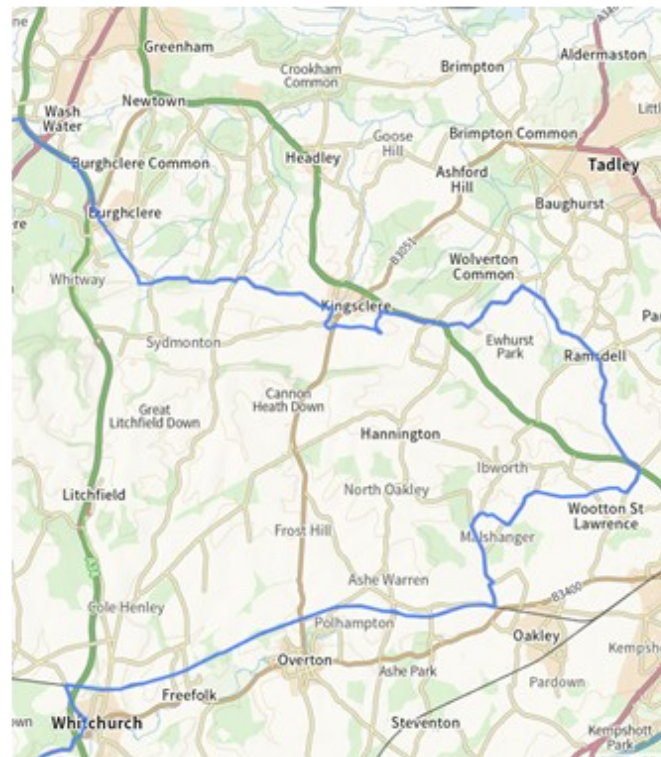 A34
Greenham
Crookham
Common
Brimpton
Aldermaston
Wash
Water
Newtown
Goose
Hill
Brimpton Common
Burghclere Common
Headley
Ashford
Hill
Tadley
Burghclere
Baughurst
B3051
Wolverton
Common
Whitway
Kingsclere
Sydmonton
Ewhurst
Park
Ramsdell
Cannon
Heath Down
Great
Litchfield Down
Hannington
Ibworth
Litchfield
North Oakley
Wootton St
Lawrence
Frost Hill
Malshanger
Ashe Warren
B3400
Cole Henley
Polhampton
Oakley
Overton
Ashe Park
Freefolk
Pardown
Whitchurch
Steventon
Kempshott
Park